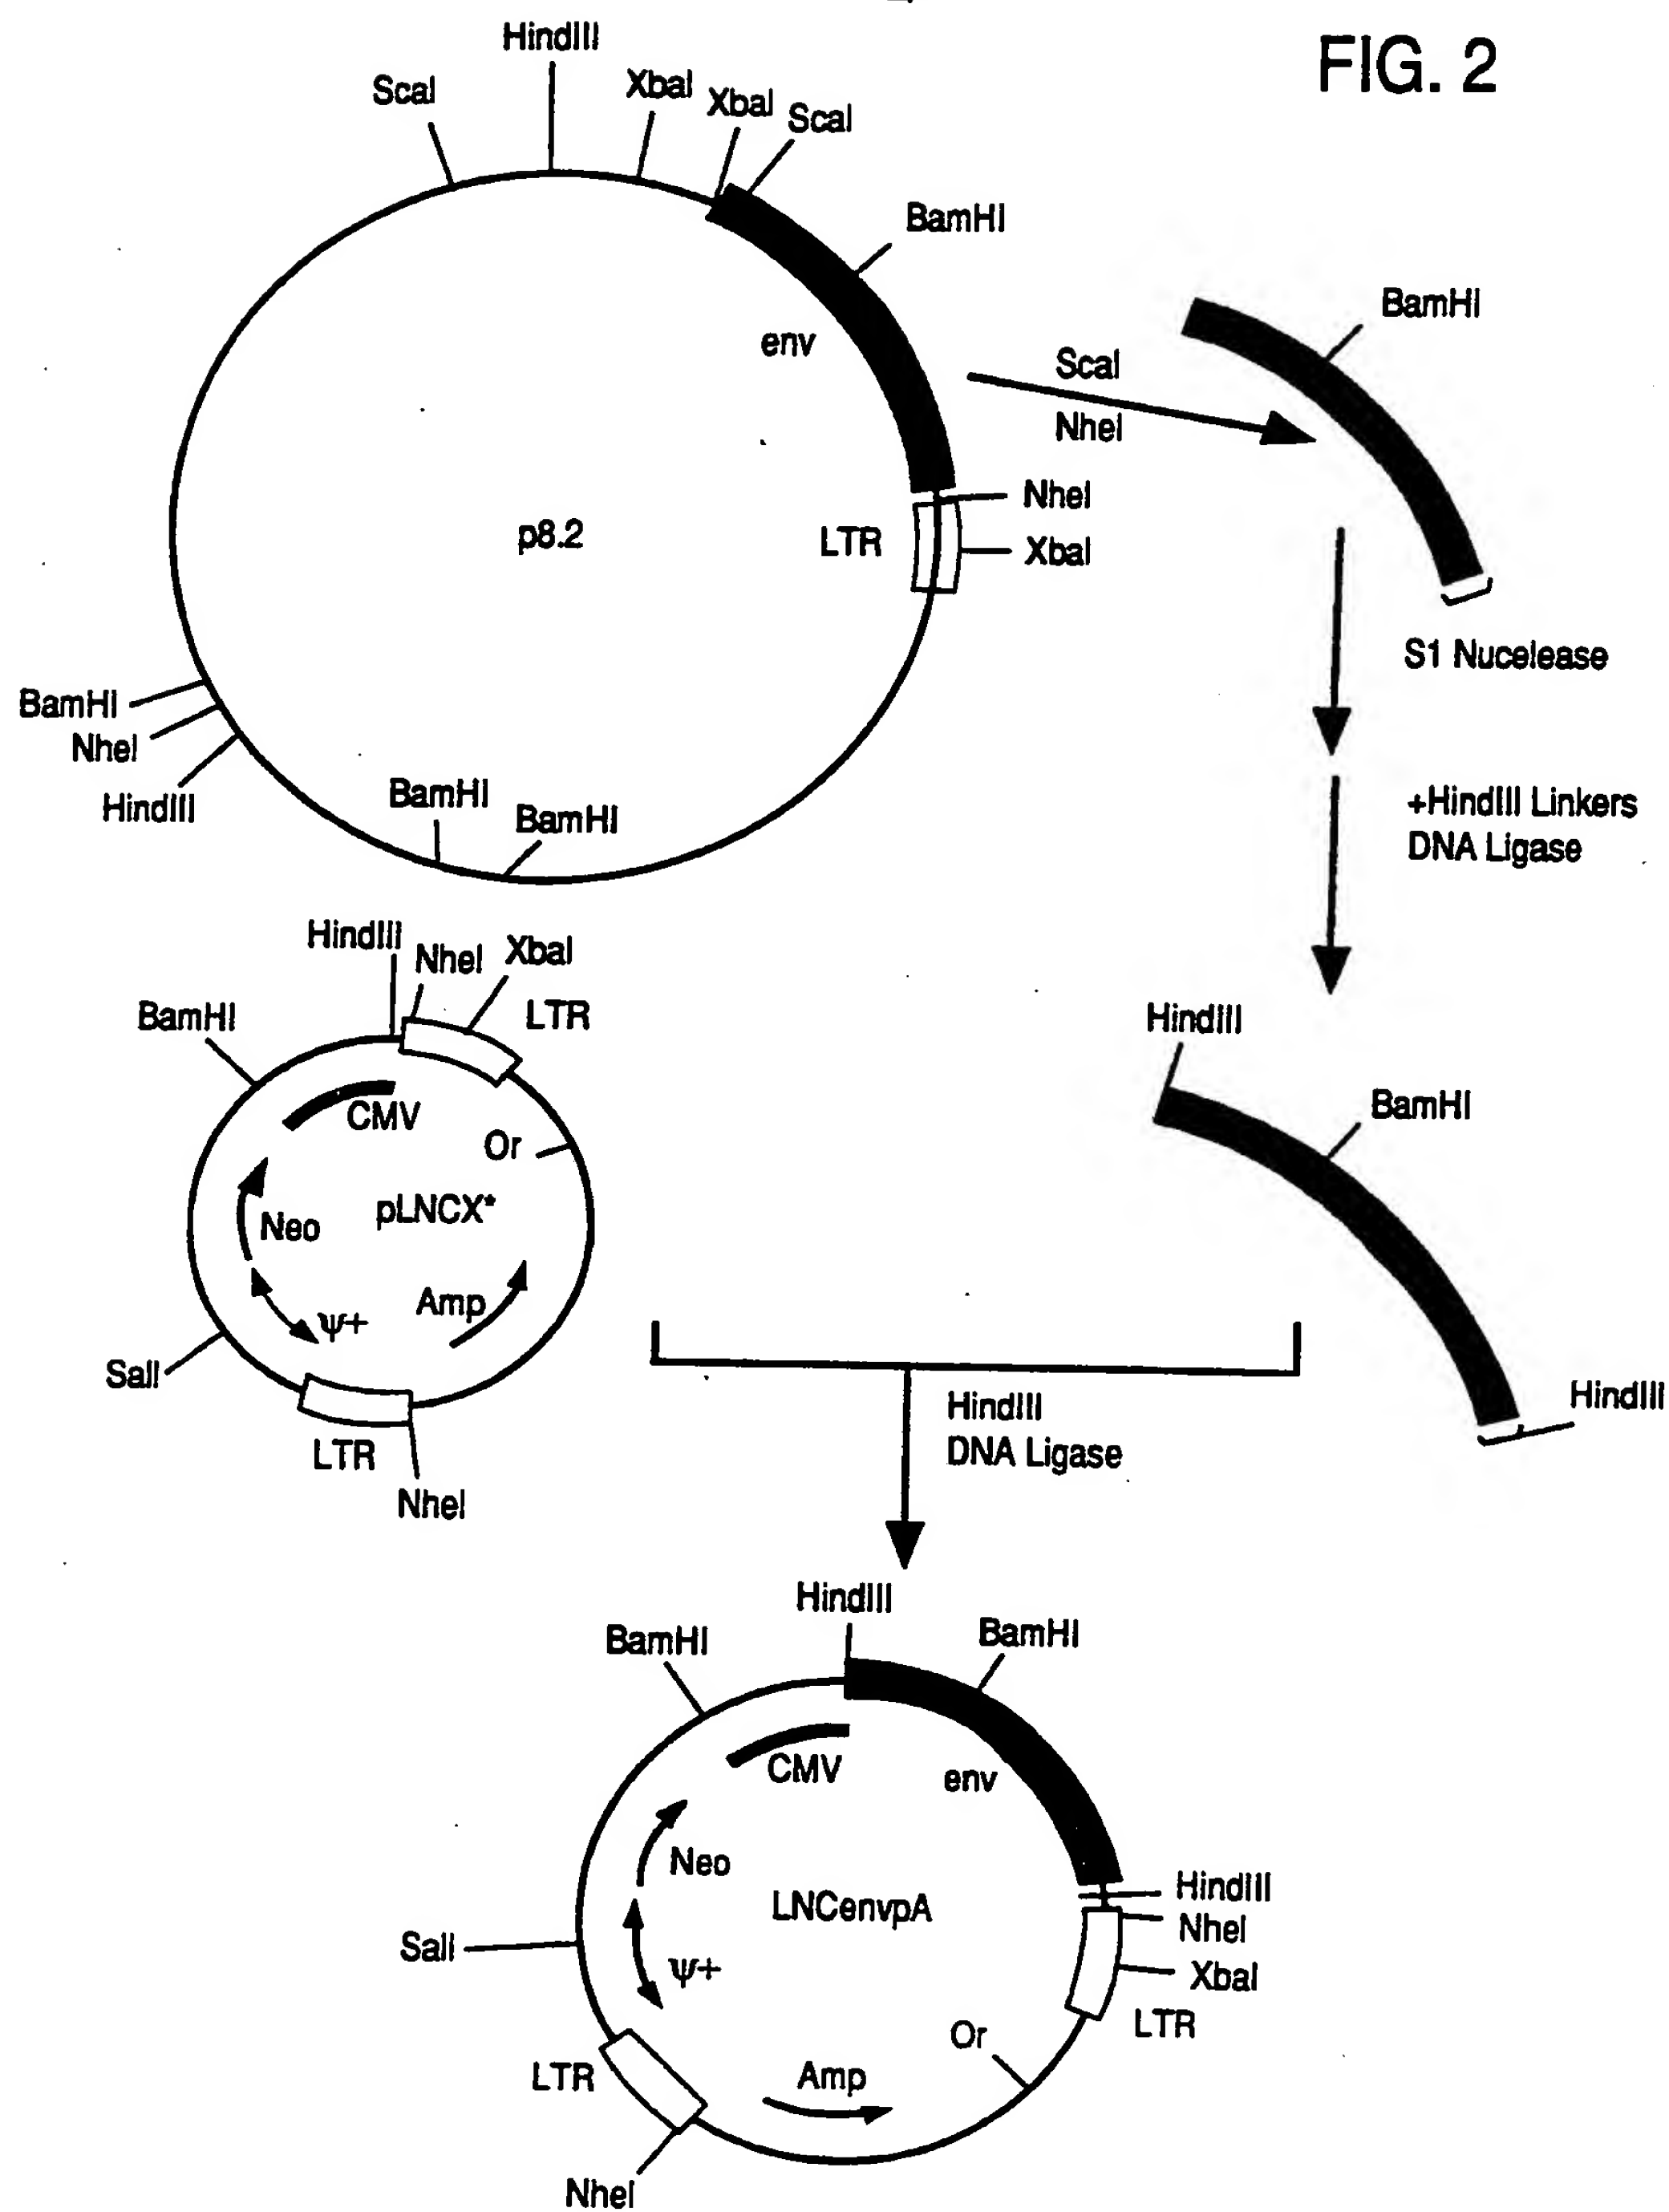 FIG. 2
HindIII
ScaI
XbaI
XbaI
ScaI
BamHI
env
p8.2
LTR
NheI
XbaI
BamHI
NheI
HindIII
BamHI
BamHI
ScaI
NheI
BamHI
S1 Nucelease
+HindIII Linkers
DNA Ligase
HindIII
BamHI
HindIII
HindIII
NheI
XbaI
LTR
BamHI
CMV
Or
pLNCX*
Neo
Amp
ψ+
SalI
LTR
NheI
HindIII
DNA Ligase
HindIII
BamHI
BamHI
CMV
env
Neo
LNCenvpA
HindIII
NheI
XbaI
LTR
SalI
ψ+
Or
LTR
Amp
NheI